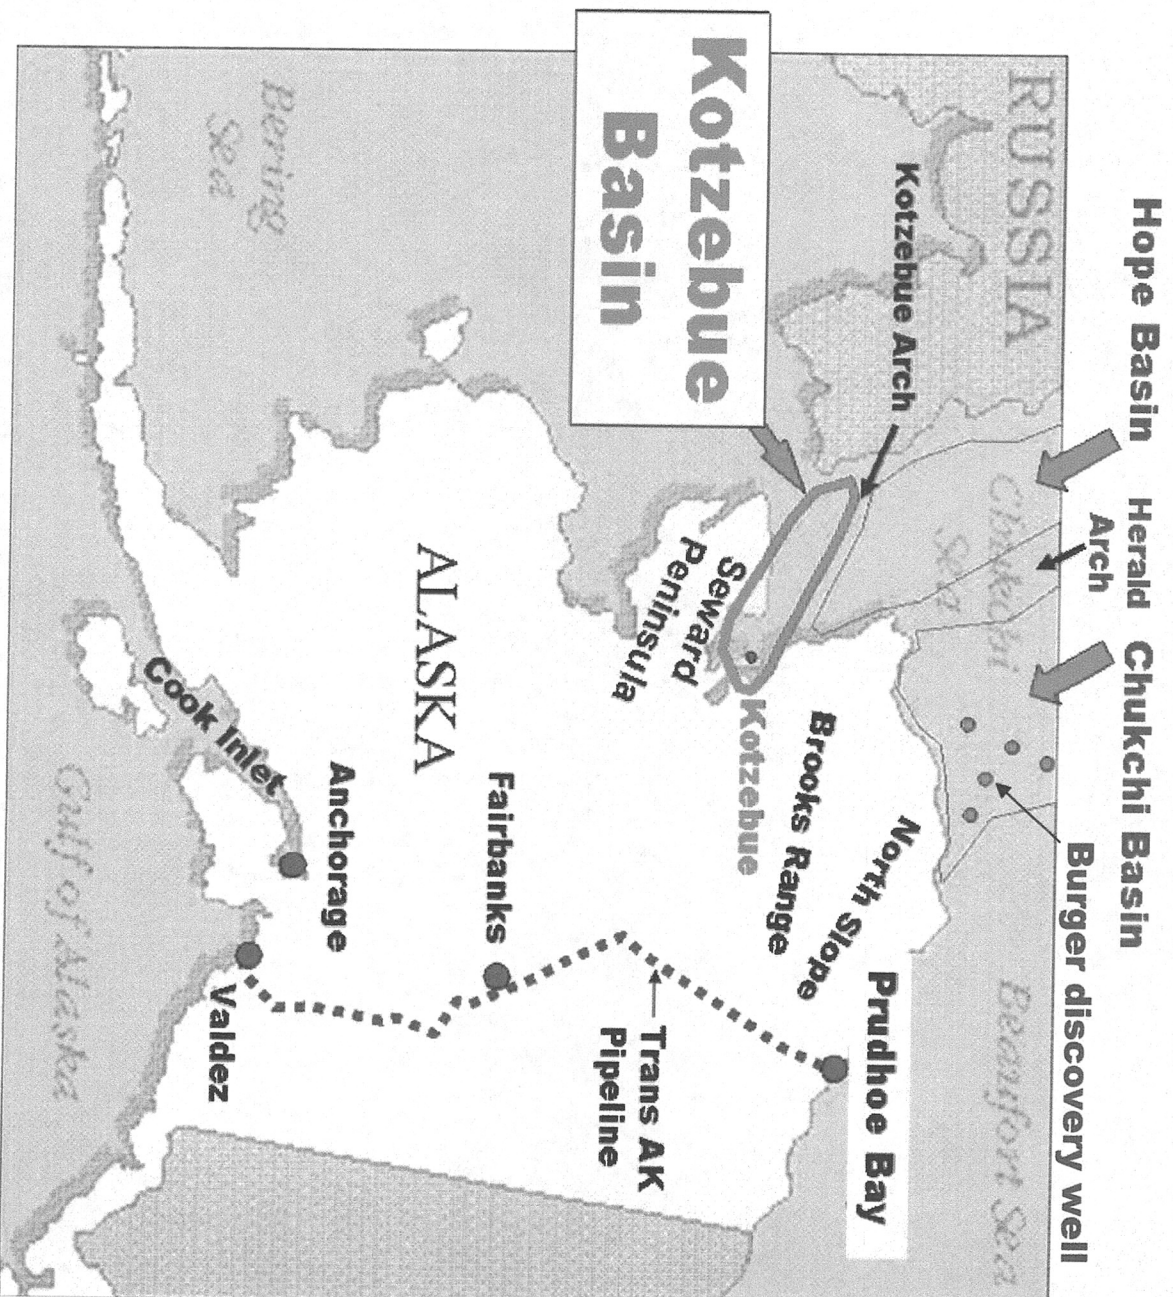 Hope Basin
Herald
Arch
Chukchi Basin
Burger discovery well
RUSSIA
Kotzebue Arch
Chukchi
Sea
Beaufort Sea
Prudhoe Bay
North Slope
Brooks Range
Kotzebue
Basin
Kotzebue
Seward
Peninsula
Trans AK
Pipeline
Fairbanks
ALASKA
Anchorage
Valdez
Bering
Sea
Cook Inlet
Gulf of Alaska